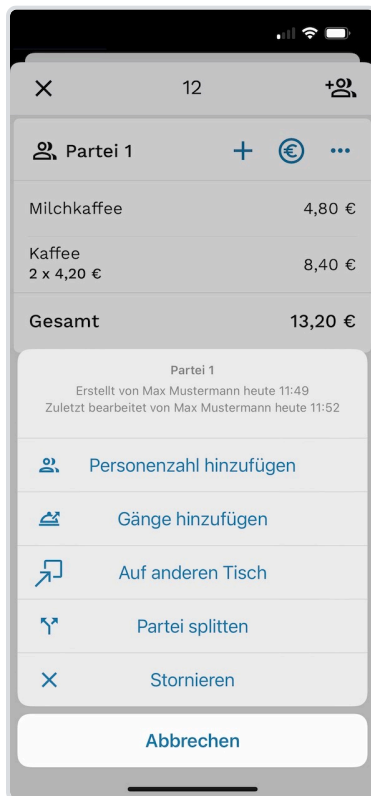 12
Partei 1
Milchkaffee 4,80 €
Kaffee 8,40 €
2 x 4,20 €
Gesamt 13,20 €
Partei 1
Erstellt von Max Mustermann heute 11:49
Zuletzt bearbeitet von Max Mustermann heute 11:52
Personenzahl hinzufügen
Gänge hinzufügen
Auf anderen Tisch
Partei splitten
Stornieren
Abbrechen